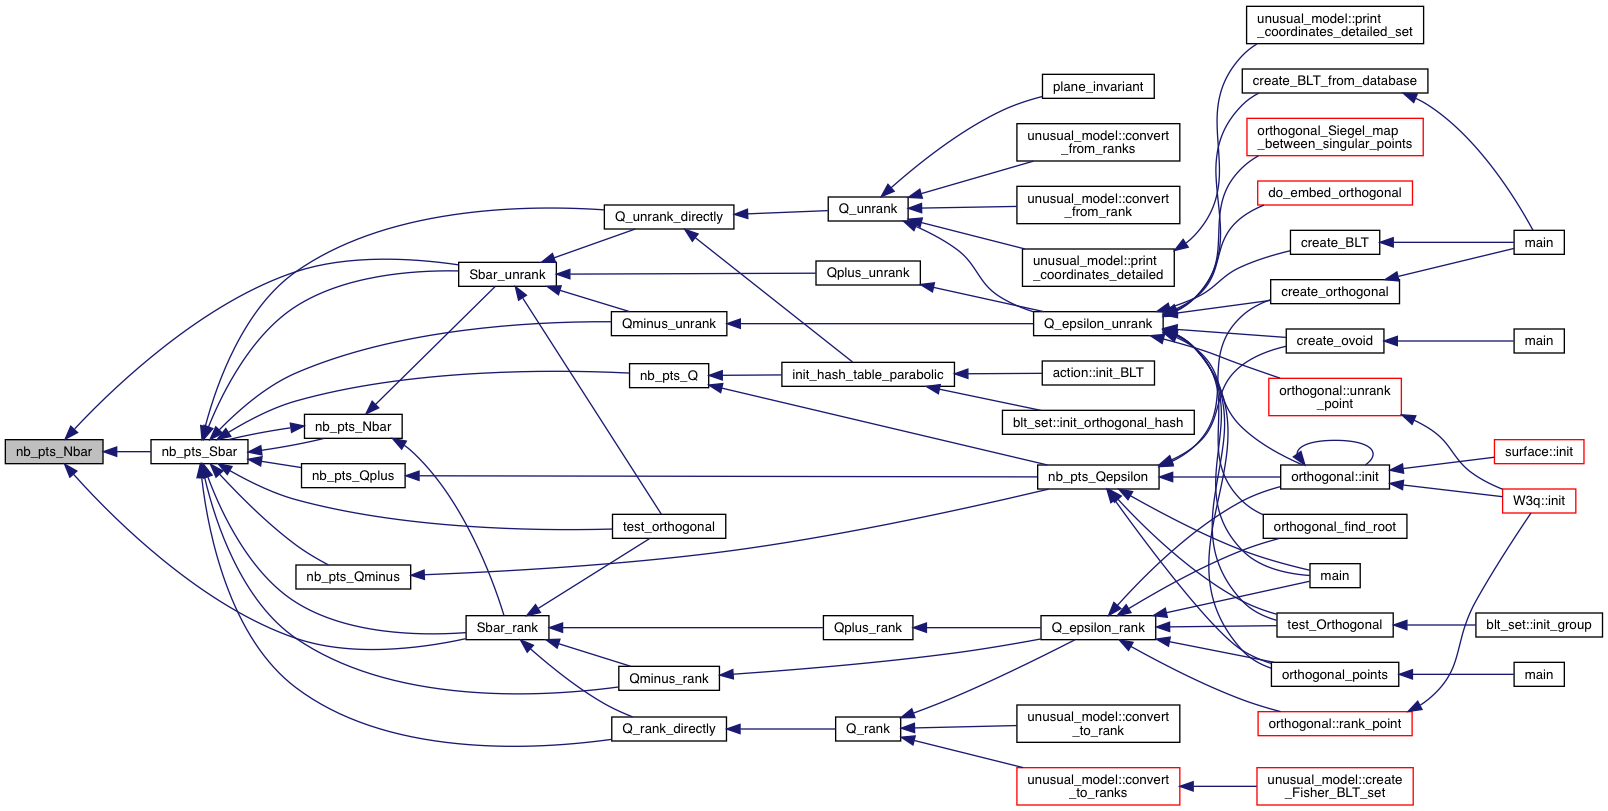 nb_pts_Nbar
nb_pts_Sbar
Q_unrank_directly
Sbar_unrank
Qminus_unrank
nb_pts_Q
nb_pts_Nbar
nb_pts_Qplus
test_orthogonal
nb_pts_Qminus
Sbar_rank
Qminus_rank
Q_rank_directly
Q_unrank
Qplus_unrank
init_hash_table_parabolic
Qplus_rank
Q_rank
plane_invariant
unusual_model::convert
_from_ranks
unusual_model::convert
_from_rank
unusual_model::print
_coordinates_detailed
Q_epsilon_unrank
action::init_BLT
blt_set::init_orthogonal_hash
nb_pts_Qepsilon
Q_epsilon_rank
unusual_model::convert
_to_rank
unusual_model::convert
_to_ranks
unusual_model::print
_coordinates_detailed_set
create_BLT_from_database
orthogonal_Siegel_map
_between_singular_points
do_embed_orthogonal
create_BLT
create_orthogonal
create_ovoid
orthogonal::unrank
_point
orthogonal::init
orthogonal_find_root
main
test_Orthogonal
orthogonal_points
orthogonal::rank_point
unusual_model::create
_Fisher_BLT_set
main
main
surface::init
W3q::init
blt_set::init_group
main